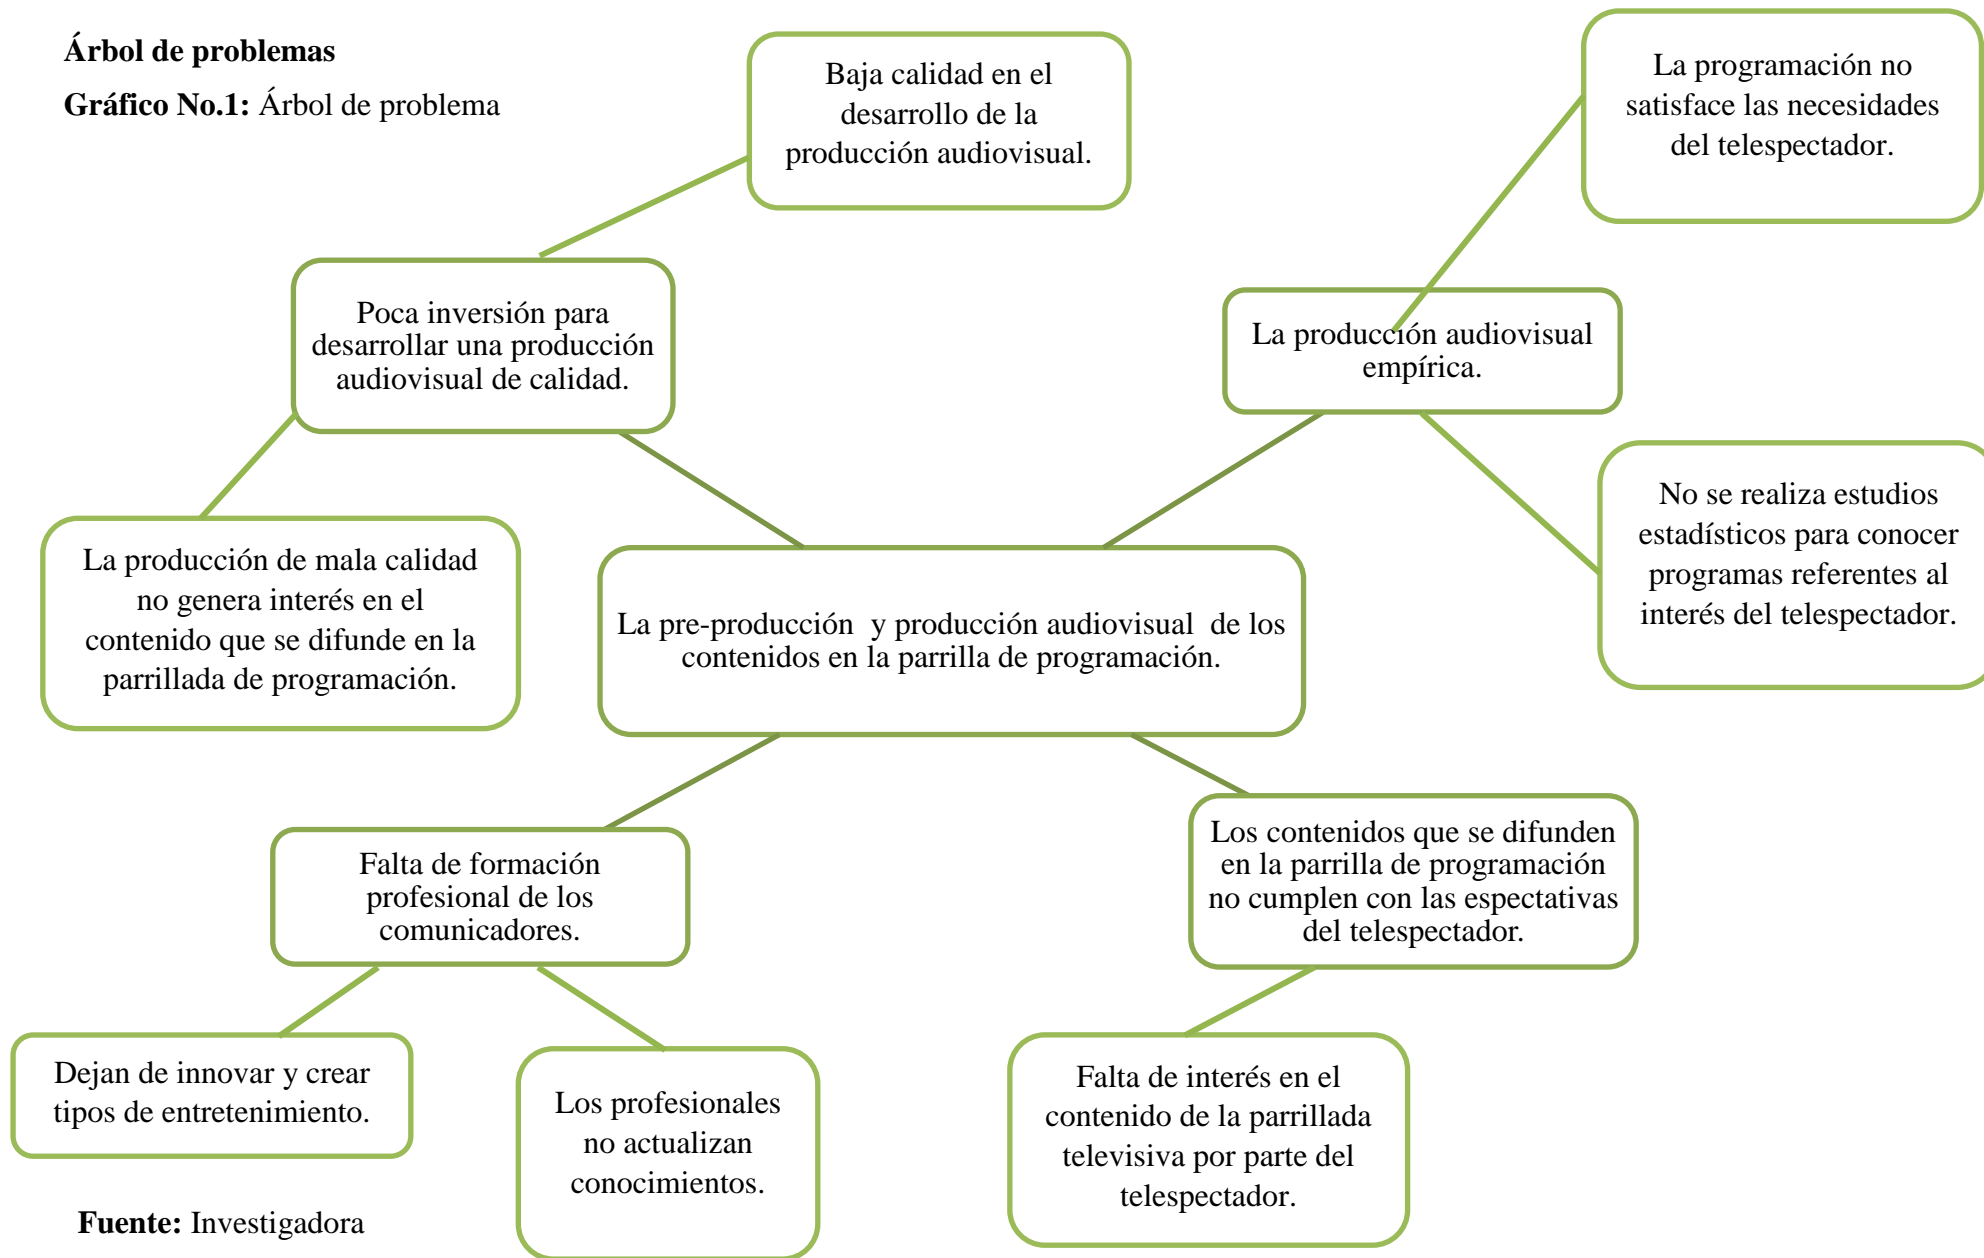 Árbol de problemas
Gráfico No.1: Árbol de problema
Baja calidad en el
desarrollo de la
producción audiovisual.
La programación no
satisface las necesidades
del telespectador.
Poca inversión para
desarrollar una producción
audiovisual de calidad.
La producción audiovisual
empírica.
La producción de mala calidad
no genera interés en el
contenido que se difunde en la
parrillada de programación.
La pre-producción  y producción audiovisual  de los
contenidos en la parrilla de programación.
No se realiza estudios
estadísticos para conocer
programas referentes al
interés del telespectador.
Falta de formación
profesional de los
comunicadores.
Los contenidos que se difunden
en la parrilla de programación
no cumplen con las espectativas
del telespectador.
Dejan de innovar y crear
tipos de entretenimiento.
Los profesionales
no actualizan
conocimientos.
Falta de interés en el
contenido de la parrillada
televisiva por parte del
telespectador.
Fuente: Investigadora